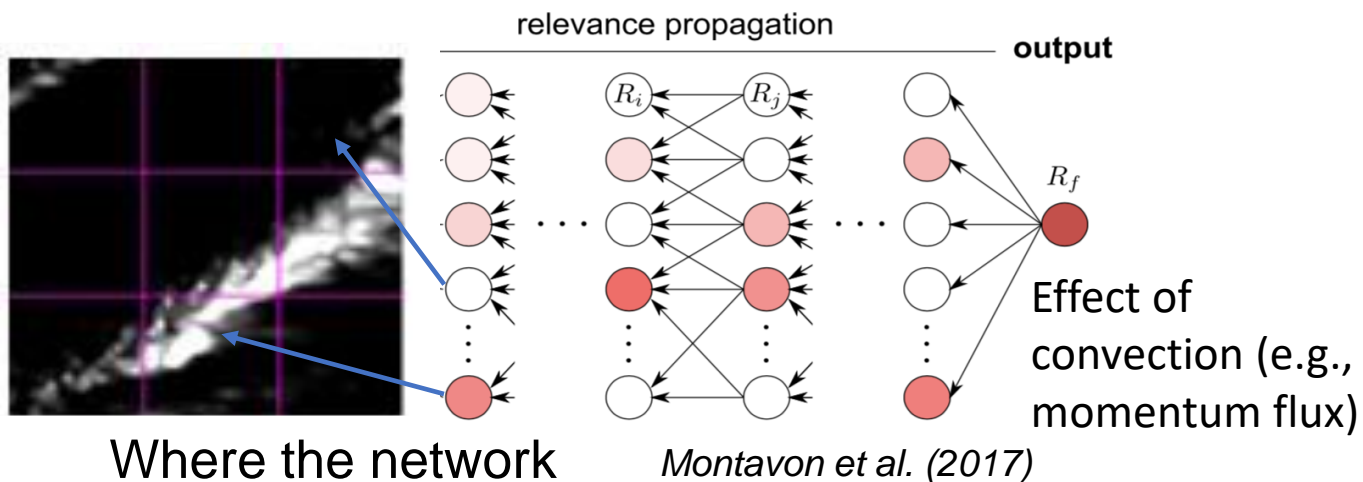 relevance propagation
output
R_i
R_j
R_f
. . .
. . .
Effect of
convection (e.g.,
momentum flux)
Where the network
Montavon et al. (2017)